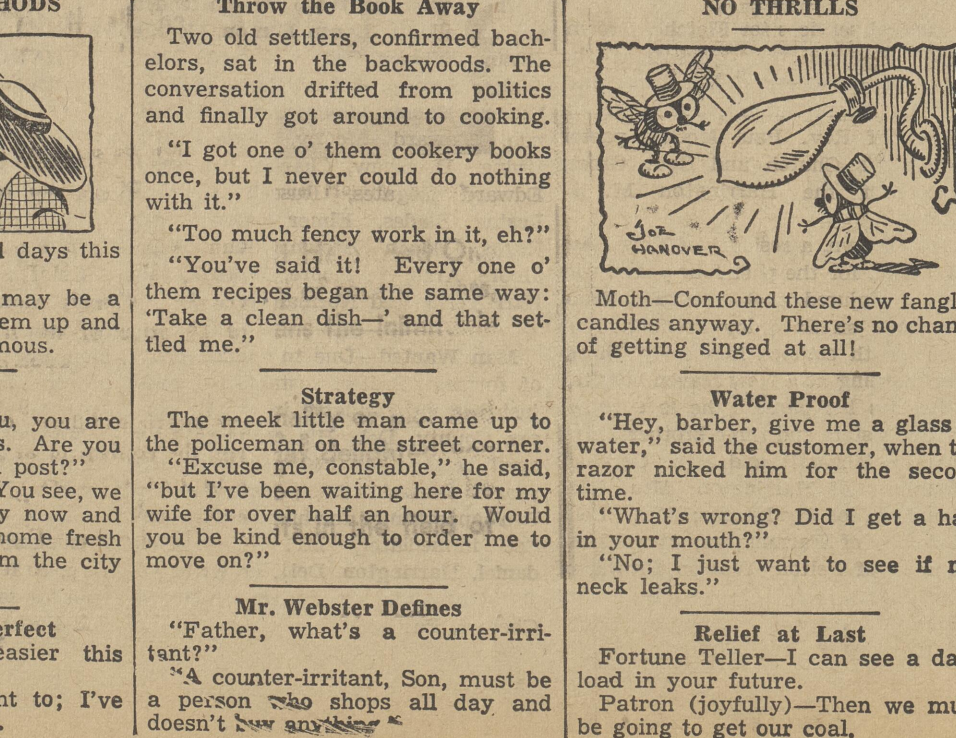 HODS
days this
may be a
em up and
nous.
u, you are
s. Are you
post?"
You see, we
y now and
home fresh
m the city
erfect
easier this
nt to; I've
Throw the Book Away
Two old settlers, confirmed bach-
elors, sat in the backwoods. The
conversation drifted from politics
and finally got around to cooking.
"I got one o' them cookery books
once, but I never could do nothing
with it."
"Too much fency work in it, eh?"
"You've said it! Every one o'
them recipes began the same way:
'Take a clean dish—' and that set-
tled me."
Strategy
The meek little man came up to
the policeman on the street corner.
"Excuse me, constable," he said,
"but I've been waiting here for my
wife for over half an hour. Would
you be kind enough to order me to
move on?"
Mr. Webster Defines
"Father, what's a counter-irri-
tant?"
"A counter-irritant, Son, must be
a person who shops all day and
doesn't buy anything."
NO THRILLS
JOE
HANOVER
Moth—Confound these new fangl
candles anyway. There's no chan
of getting singed at all!
Water Proof
"Hey, barber, give me a glass
water," said the customer, when t
razor nicked him for the seco
time.
"What's wrong? Did I get a ha
in your mouth?"
"No; I just want to see if m
neck leaks."
Relief at Last
Fortune Teller—I can see a da
load in your future.
Patron (joyfully)—Then we mu
be going to get our coal.